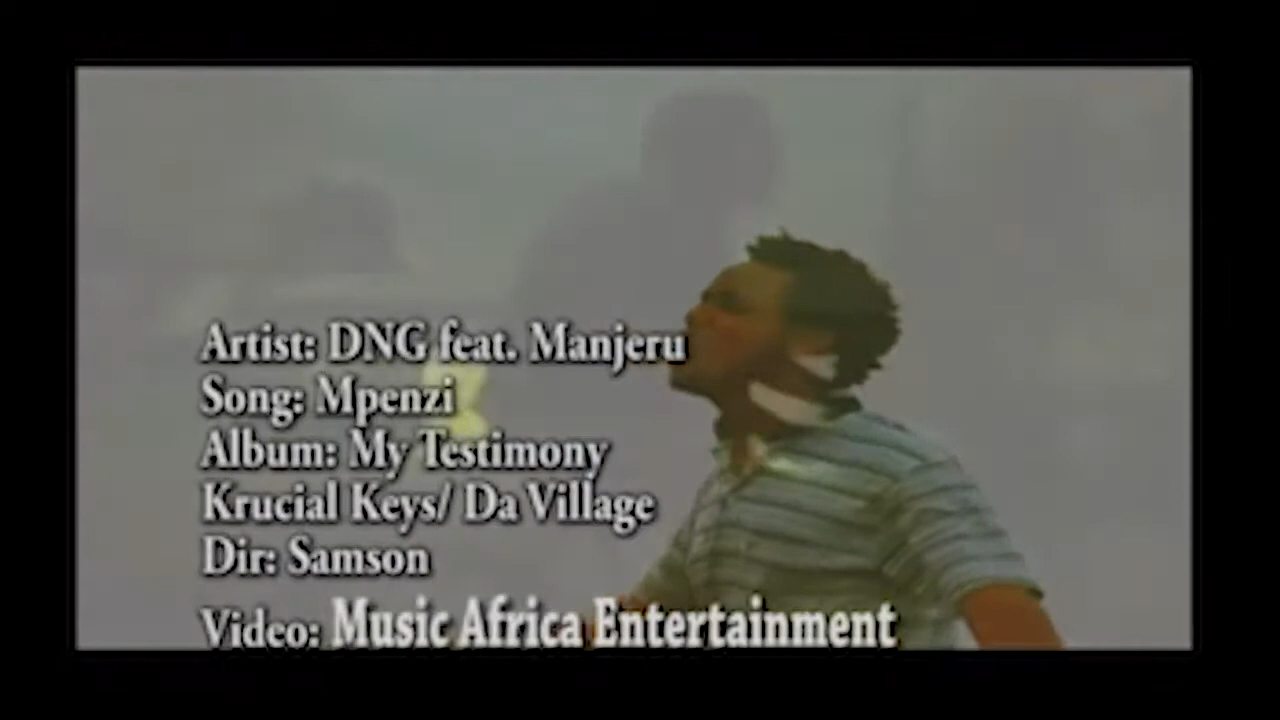 Artist: DNG feat. Manjeru
Song: Mpenzi
Album: My Testimony
Krucial Keys/ Da Village
Dir: Samson
Video: Music Africa Entertainment